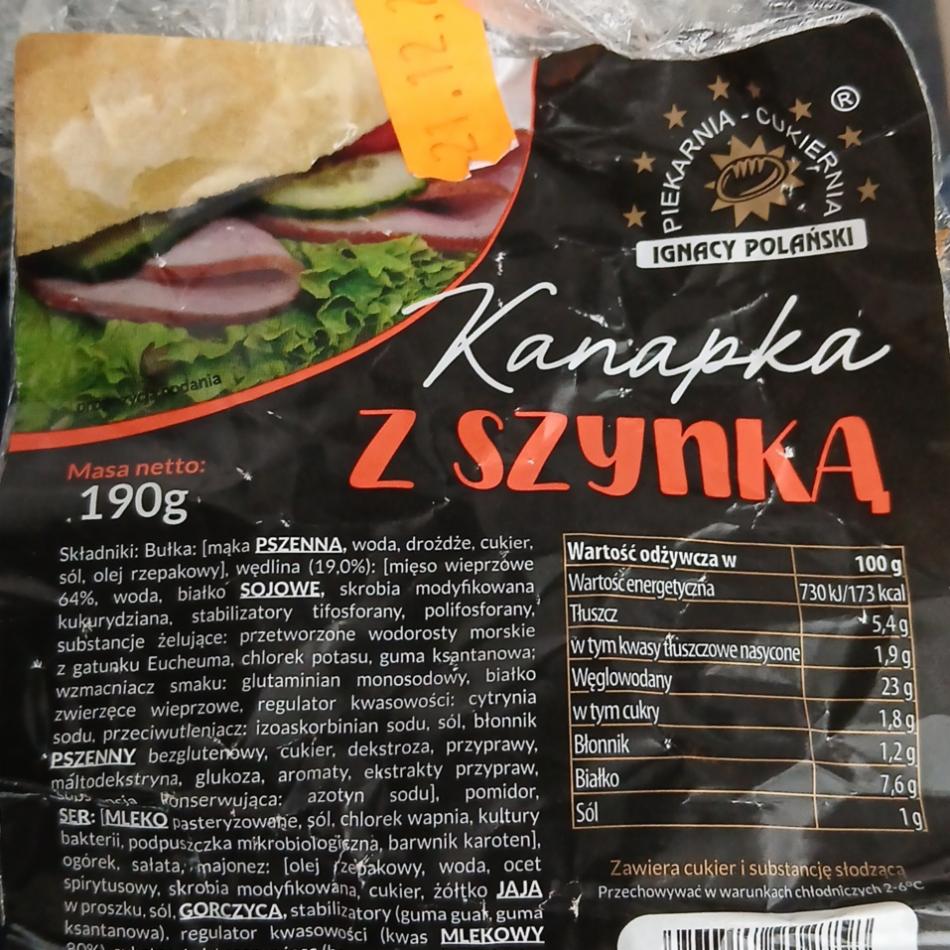 21.12.2
PIEKARNIA - CUKIERNIA
®
IGNACY POLAŃSKI
Kanapka
Z SZYNKĄ
podania
Masa netto:
190g
Składniki: Bułka: [mąka PSZENNA, woda, drożdże, cukier,
sól, olej rzepakowy], wędlina (19,0%): [mięso wieprzowe
64%, woda, białko SOJOWE, skrobia modyfikowana
kukurydziana, stabilizatory tifosforany, polifosforany,
substancje żelujące: przetworzone wodorosty morskie
z gatunku Eucheuma, chlorek potasu, guma ksantanowa;
wzmacniacz smaku: glutaminian monosodowy, białko
zwierzęce wieprzowe, regulator kwasowości: cytrynia
sodu, przeciwutleniacz: izoaskorbinian sodu, sól, błonnik
PSZENNY bezglutenowy, cukier, dekstroza, przyprawy,
maltodekstryna, glukoza, aromaty, ekstrakty przypraw,
konserwująca: azotyn sodu], pomidor,
SER: [MLEKO pasteryzowane, sól, chlorek wapnia, kultury
bakterii, podpuszczka mikrobiologiczna, barwnik karoten],
ogórek, sałata, majonez: [olej rzepakowy, woda, ocet
spirytusowy, skrobia modyfikowana, cukier, żółtko JAJA
w proszku, sól, GORCZYCA, stabilizatory (guma guar, guma
ksantanowa), regulator kwasowości (kwas MLEKOWY
Wartość odżywcza w 100 g
Wartość energetyczna 730 kJ/173 kcal
Tłuszcz 5,4 g
w tym kwasy tłuszczowe nasycone 1,9 g
Węglowodany 23 g
w tym cukry 1,8 g
Błonnik 1,2 g
Białko 7,6 g
Sól 1 g
Zawiera cukier i substancję słodzącą
Przechowywać w warunkach chłodniczych 2-6°C